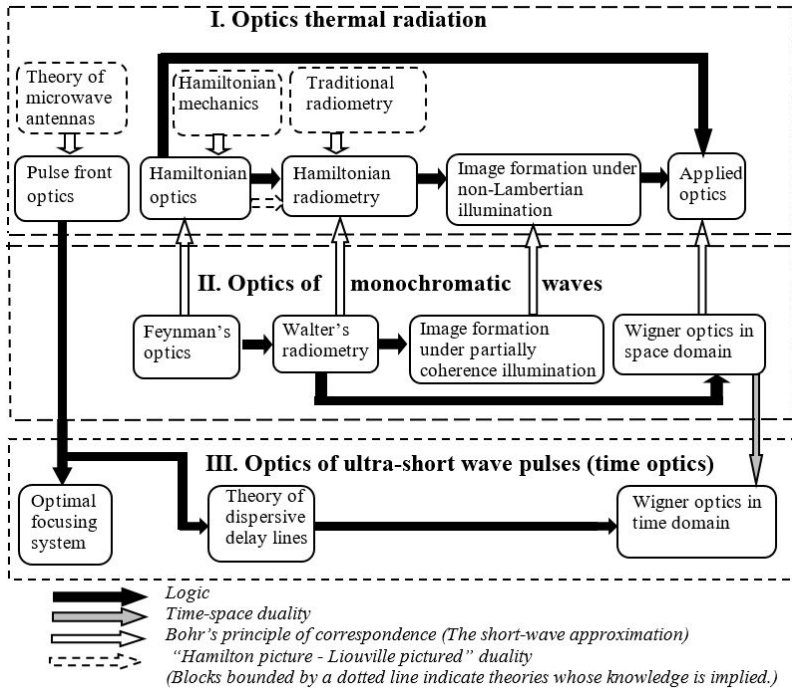 I. Optics thermal radiation
Theory of
microwave
antennas
Hamiltonian
mechanics
Traditional
radiometry
Pulse front
optics
Hamiltonian
optics
Hamiltonian
radiometry
Image formation under
non-Lambertian
illumination
Applied
optics
II. Optics of monochromatic waves
Feynman's
optics
Walter's
radiometry
Image formation
under partially
coherence illumination
Wigner optics in
space domain
III. Optics of ultra-short wave pulses (time optics)
Optimal
focusing
system
Theory of
dispersive
delay lines
Wigner optics in
time domain
Logic
Time-space duality
Bohr's principle of correspondence (The short-wave approximation)
"Hamilton picture - Liouville pictured" duality
(Blocks bounded by a dotted line indicate theories whose knowledge is implied.)